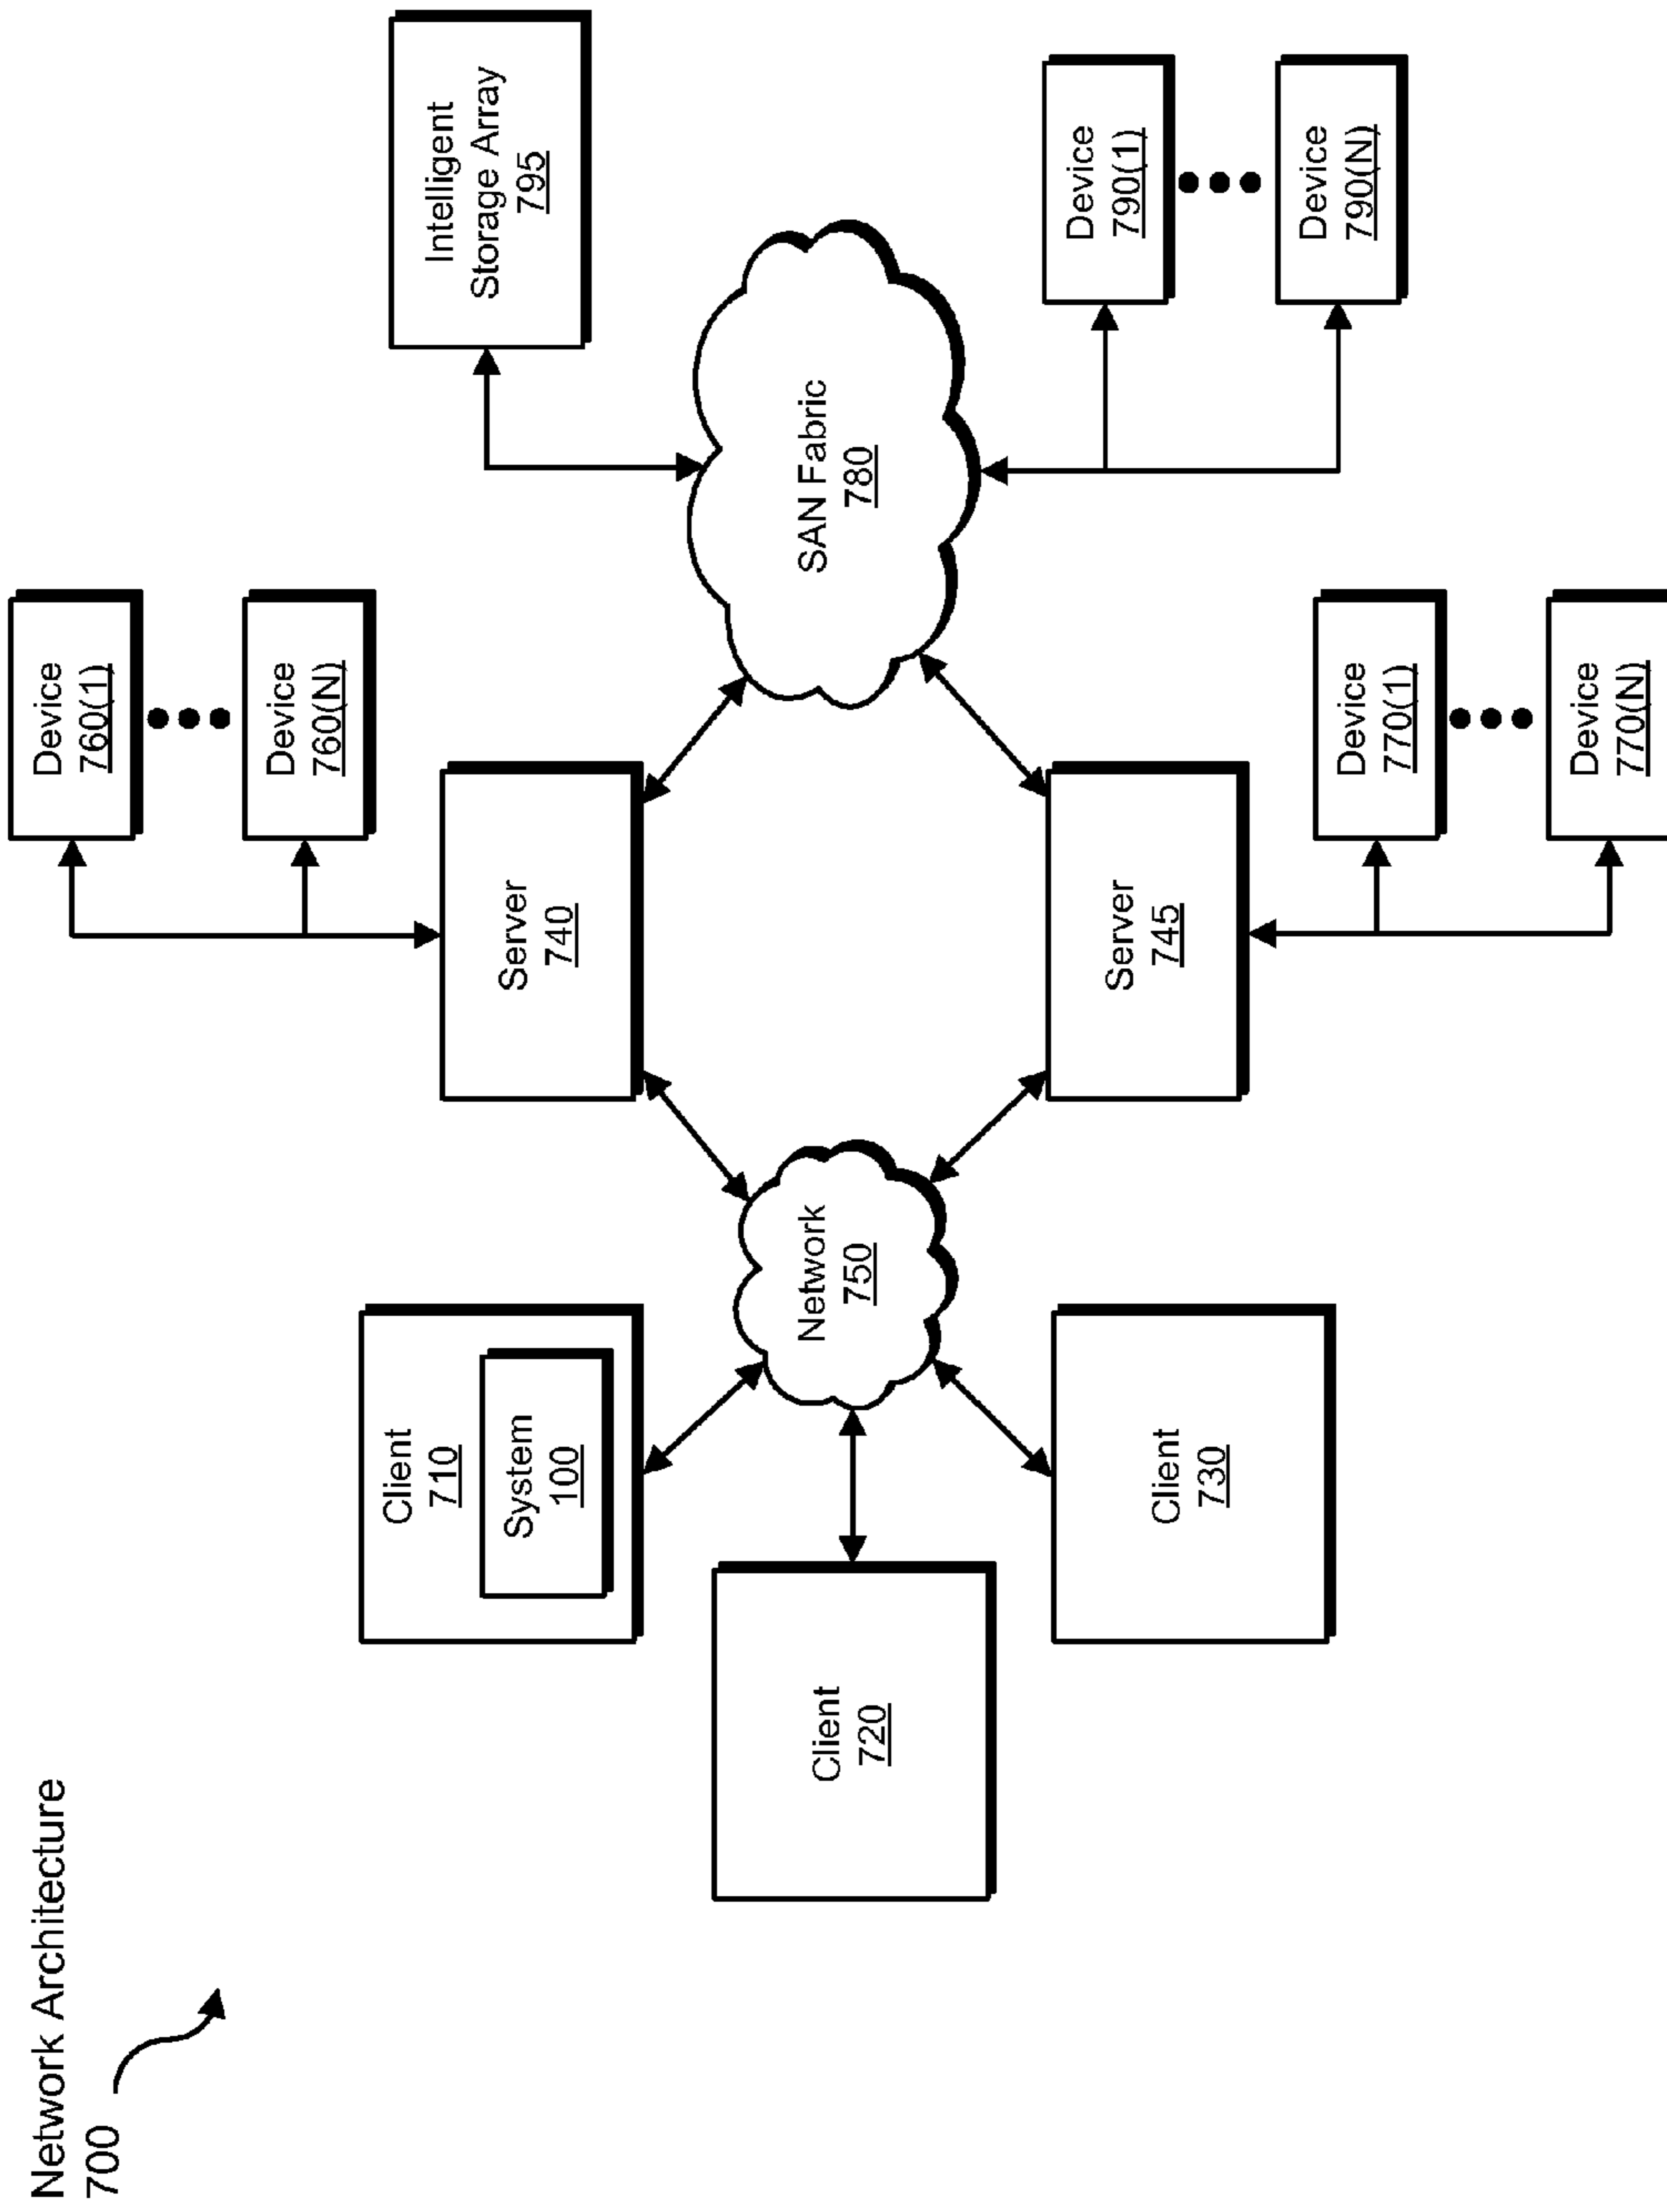 Network Architecture
700
Client
710
System
100
Client
720
Client
730
Network
750
Server
740
Server
745
Device
760(1)
Device
760(N)
Device
770(1)
Device
770(N)
SAN Fabric
780
Intelligent
Storage Array
795
Device
790(1)
Device
790(N)